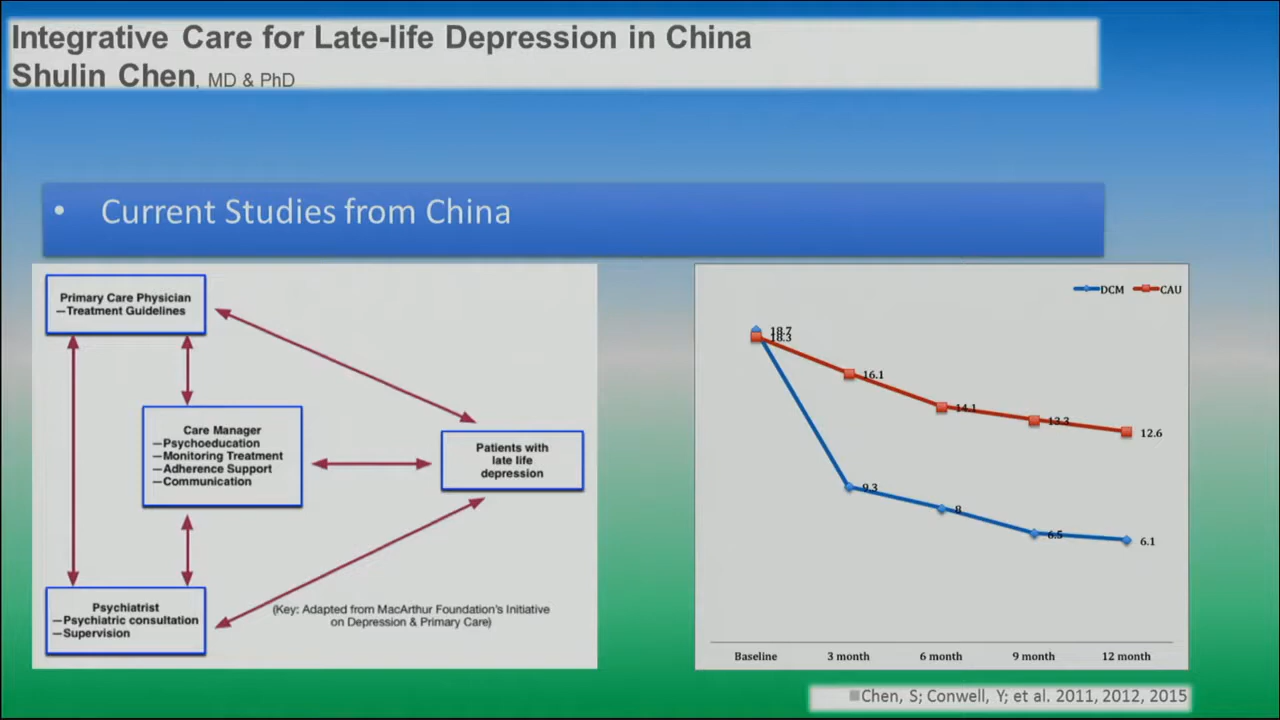 Integrative Care for Late-life Depression in China
Shulin Chen, MD & PhD
• Current Studies from China
Primary Care Physician
—Treatment Guidelines
Care Manager
—Psychoeducation
—Monitoring Treatment
—Adherence Support
—Communication
Patients with
late life
depression
Psychiatrist
—Psychiatric consultation
—Supervision
(Key: Adapted from MacArthur Foundation's Initiative
on Depression & Primary Care)
DCM CAU
18.7
18.3
16.1
14.1
13.3
12.6
9.3
8
6.5
6.1
Baseline 3 month 6 month 9 month 12 month
Chen, S; Conwell, Y; et al. 2011, 2012, 2015